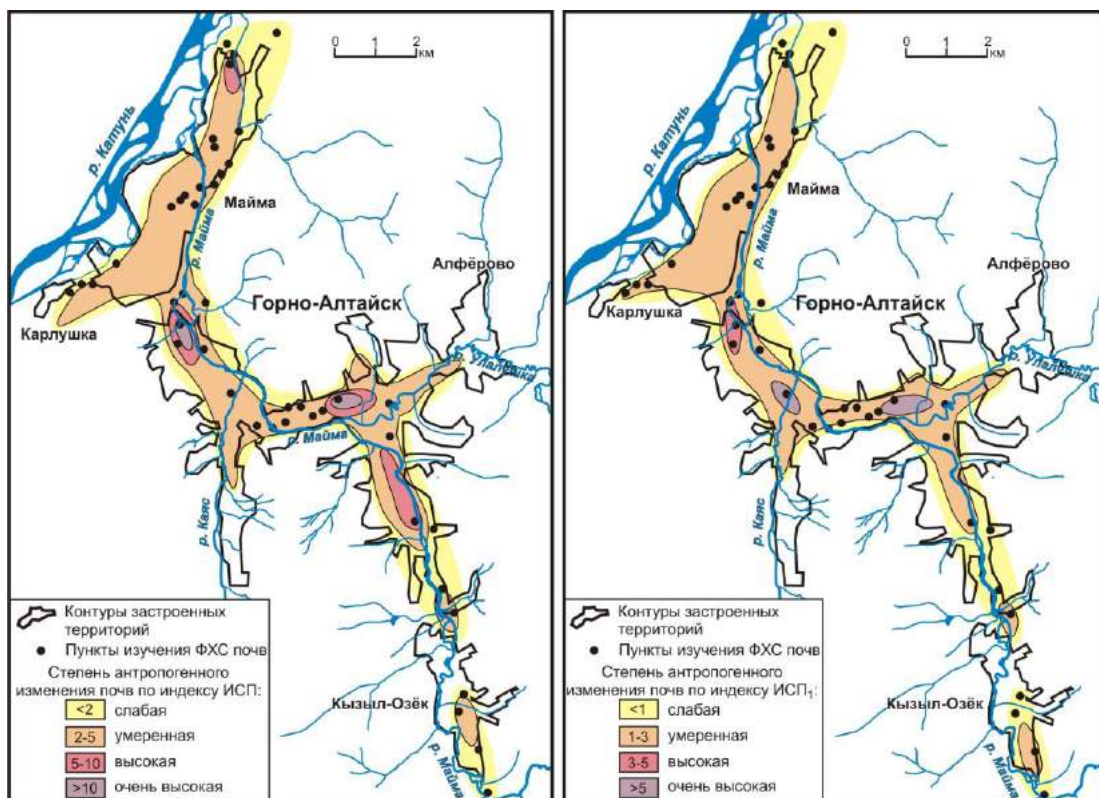 0 1 2
км
р. Катунь
Майма
р. Майма
Алфёрово
Горно-Алтайск
Карлушка
р. Улалушка
р. Майма
р. Каяс
Кызыл-Озёк
р. Майма
Контуры застроенных
территорий
Пункты изучения ФХС почв
Степень антропогенного
изменения почв по индексу ИСП:
<2 слабая
2-5 умеренная
5-10 высокая
>10 очень высокая
0 1 2
км
р. Катунь
Майма
р. Майма
Алфёрово
Горно-Алтайск
Карлушка
р. Улалушка
р. Майма
р. Каяс
Кызыл-Озёк
р. Майма
Контуры застроенных
территорий
Пункты изучения ФХС почв
Степень антропогенного
изменения почв по индексу ИСП₁:
<1 слабая
1-3 умеренная
3-5 высокая
>5 очень высокая